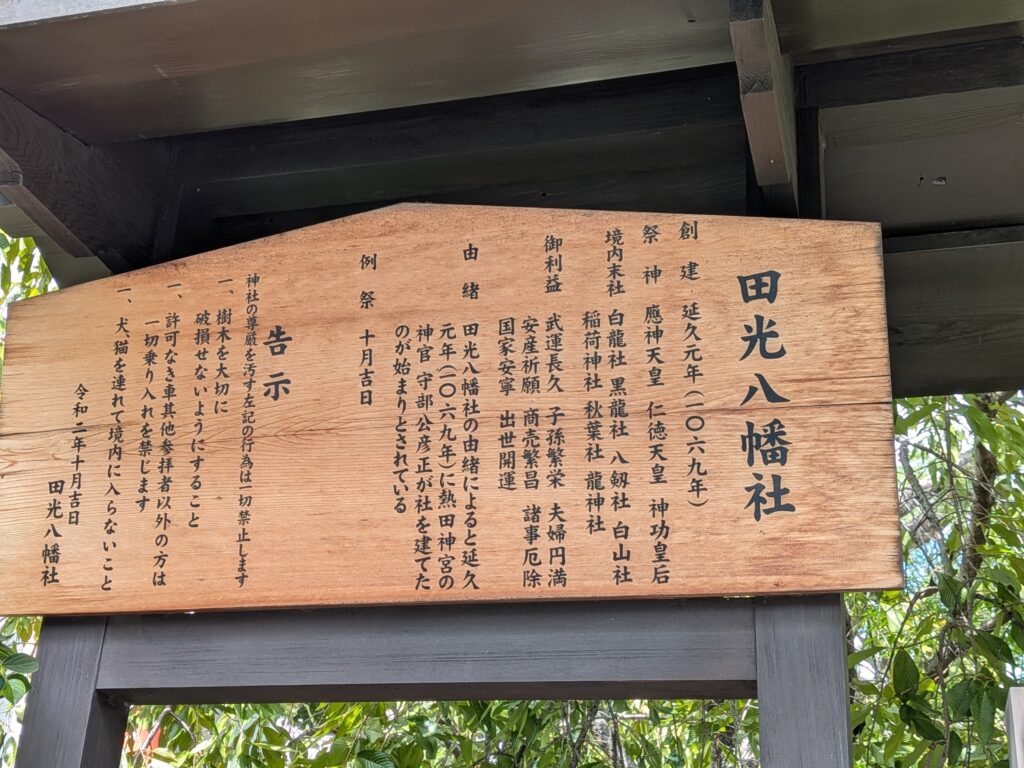 田光八幡社
創建 延久元年(一〇六九年)
祭神 應神天皇 仁徳天皇 神功皇后
境内末社 白龍社 黒龍社 八剱社 白山社
稲荷神社 秋葉社 龍神社
御利益 武運長久 子孫繁栄 夫婦円満
安産祈願 商売繁昌 諸事厄除
国家安寧 出世開運
由緒 田光八幡社の由緒によると延久
元年(一〇六九年)に熱田神宮の
神官 守部公彦正が社を建てた
のが始まりとされている
例祭 十月吉日
告示
神社の尊厳を汚す左記の行為は一切禁止します
一、樹木を大切に
破損せないようにすること
一、許可なき車其他参拝者以外の方は
一切乗り入れを禁じます
一、犬猫を連れて境内に入らないこと
令和二年十月吉日
田光八幡社